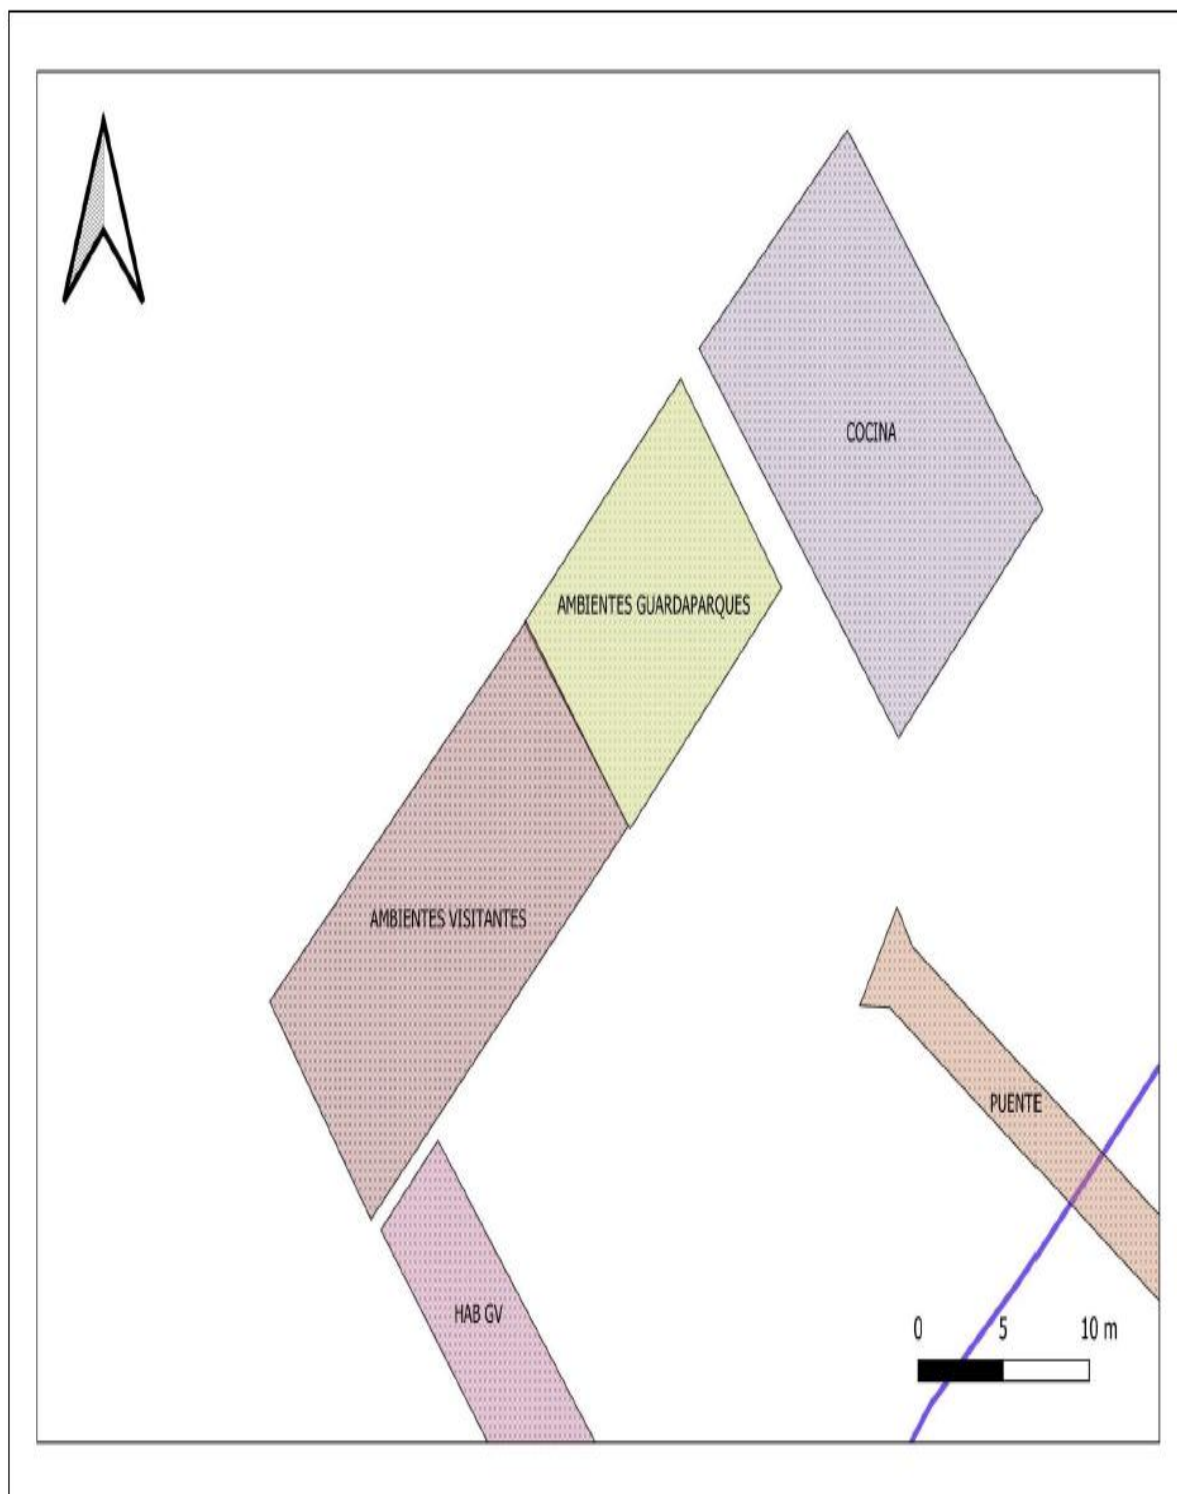 COCINA
AMBIENTES GUARDAPARQUES
AMBIENTES VISITANTES
PUENTE
HAB GV
0 5 10 m